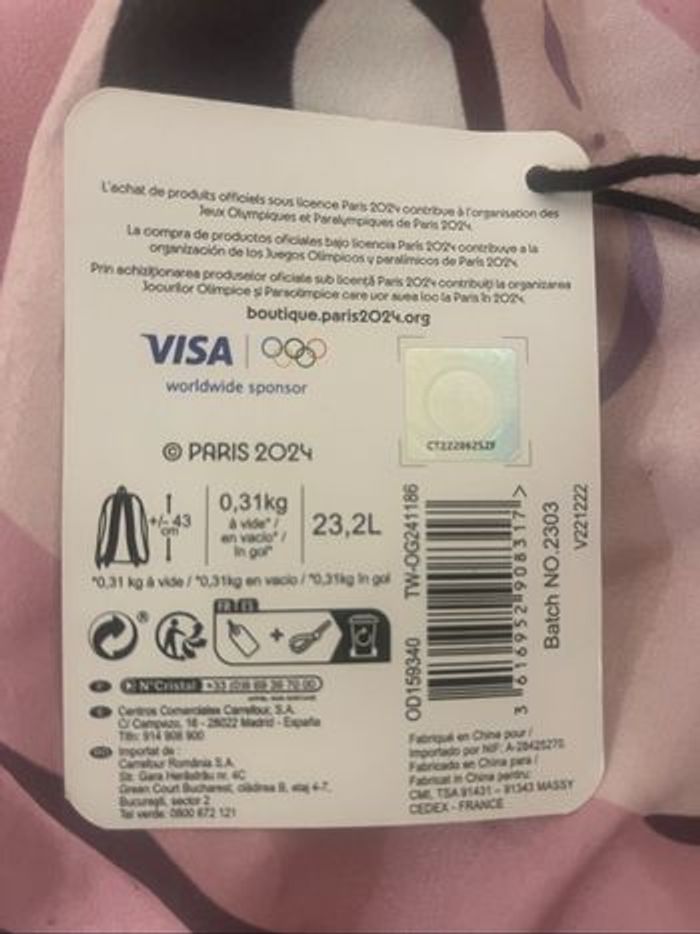 L'achat de produits officiels sous licence Paris 2024 contribue à l'organisation des
Jeux Olympiques et Paralympiques de Paris 2024.
La compra de productos oficiales bajo licencia Paris 2024 contribuye a la
organización de los Juegos Olímpicos y paralímpicos de París 2024.
Prin achiziționarea produselor oficiale sub licență Paris 2024 contribuiți la organizarea
Jocurilor Olimpice și Paraolimpice care vor avea loc la Paris în 2024.
boutique.paris2024.org
VISA
worldwide sponsor
© PARIS 2024
+/- 43
cm
0,31kg
à vide* /
en vacío* /
în gol*
23,2L
*0,31 kg à vide / *0,31kg en vacío / *0,31kg în gol
FR ES
N°Cristal +33 (0)9 69 39 70 00
Centros Comerciales Carrefour, S.A.
C/ Campezo, 16 - 28022 Madrid - España
Tlfn: 914 908 900
RO Importat de :
Carrefour România S.A.
Str. Gara Herăstrău nr. 4C
Green Court Bucharest, clădirea B, etaj 4-7,
București, sector 2
Tel verde: 0800 672 121
OD159340 TW-OG241186
3 616952 908317 >
Batch NO.2303
V221222
Fabriqué en China pour /
Importado por NIF: A-28425270
Fabricado en China para /
Fabricat in China pentru:
CMI, TSA 91431 – 91343 MASSY
CEDEX - FRANCE